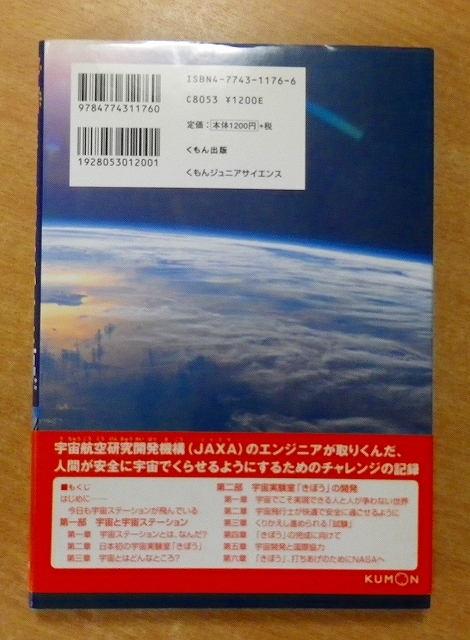 ISBN4-7743-1176-6
C8053 ¥1200E
定価：本体1200円+税
くもん出版
くもんジュニアサイエンス
9784774311760
1928053012001
宇宙航空研究開発機構（JAXA）のエンジニアが取りくんだ、
人間が安全に宇宙でくらせるようにするためのチャレンジの記録
■もくじ
はじめに——
今日も宇宙ステーションが飛んでいる
第一部 宇宙と宇宙ステーション
第一章 宇宙ステーションとは、なんだ?
第二章 日本初の宇宙実験室「きぼう」
第三章 宇宙とはどんなところ?
第二部 宇宙実験室「きぼう」の開発
第一章 宇宙でこそ実現できる人と人が争わない世界
第二章 宇宙飛行士が快適で安全に過ごせるように
第三章 くりかえし進められる「試験」
第四章 「きぼう」の完成に向けて
第五章 宇宙開発と国際協力
第六章 「きぼう」、打ちあげのためにNASAへ
KUMON